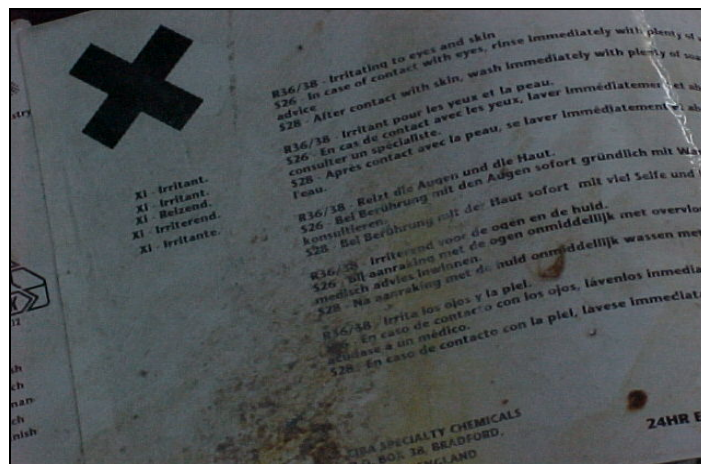 R36/38 - Irritating to eyes and skin
S26 - In case of contact with eyes, rinse immediately with plenty of
advice
S28 - After contact with skin, wash immediately with plenty of
R36/38 - Irritant pour les yeux et la peau.
S26 - En cas de contact avec les yeux, laver immédiatement et
consulter un spécialiste.
S28 - Après contact avec la peau, se laver immédiatement
l'eau.
R36/38 - Reizt die Augen und die Haut.
S26 - Bei Berührung mit den Augen sofort gründlich mit
konsultieren.
S28 - Bei Berührung mit der Haut sofort mit viel Seife und
R36/38 - Irriterend voor de ogen en de huid.
S26 - Bij aanraking met de ogen onmiddellijk met
medisch advies inwinnen.
S28 - Na aanraking met de huid onmiddellijk wassen met
R36/38 - Irrita los ojos y la piel.
En caso de contacto con los ojos, lávenlos
acúdase a un médico.
S28 - En caso de contacto con la piel, lávese
XI - Irritant.
XI - Irritant.
XI - Reizend.
XI - Irriterend.
XI - Irritante.
CIBA SPECIALTY CHEMICALS
BOX 38, BRADFORD,
ENGLAND
24HR